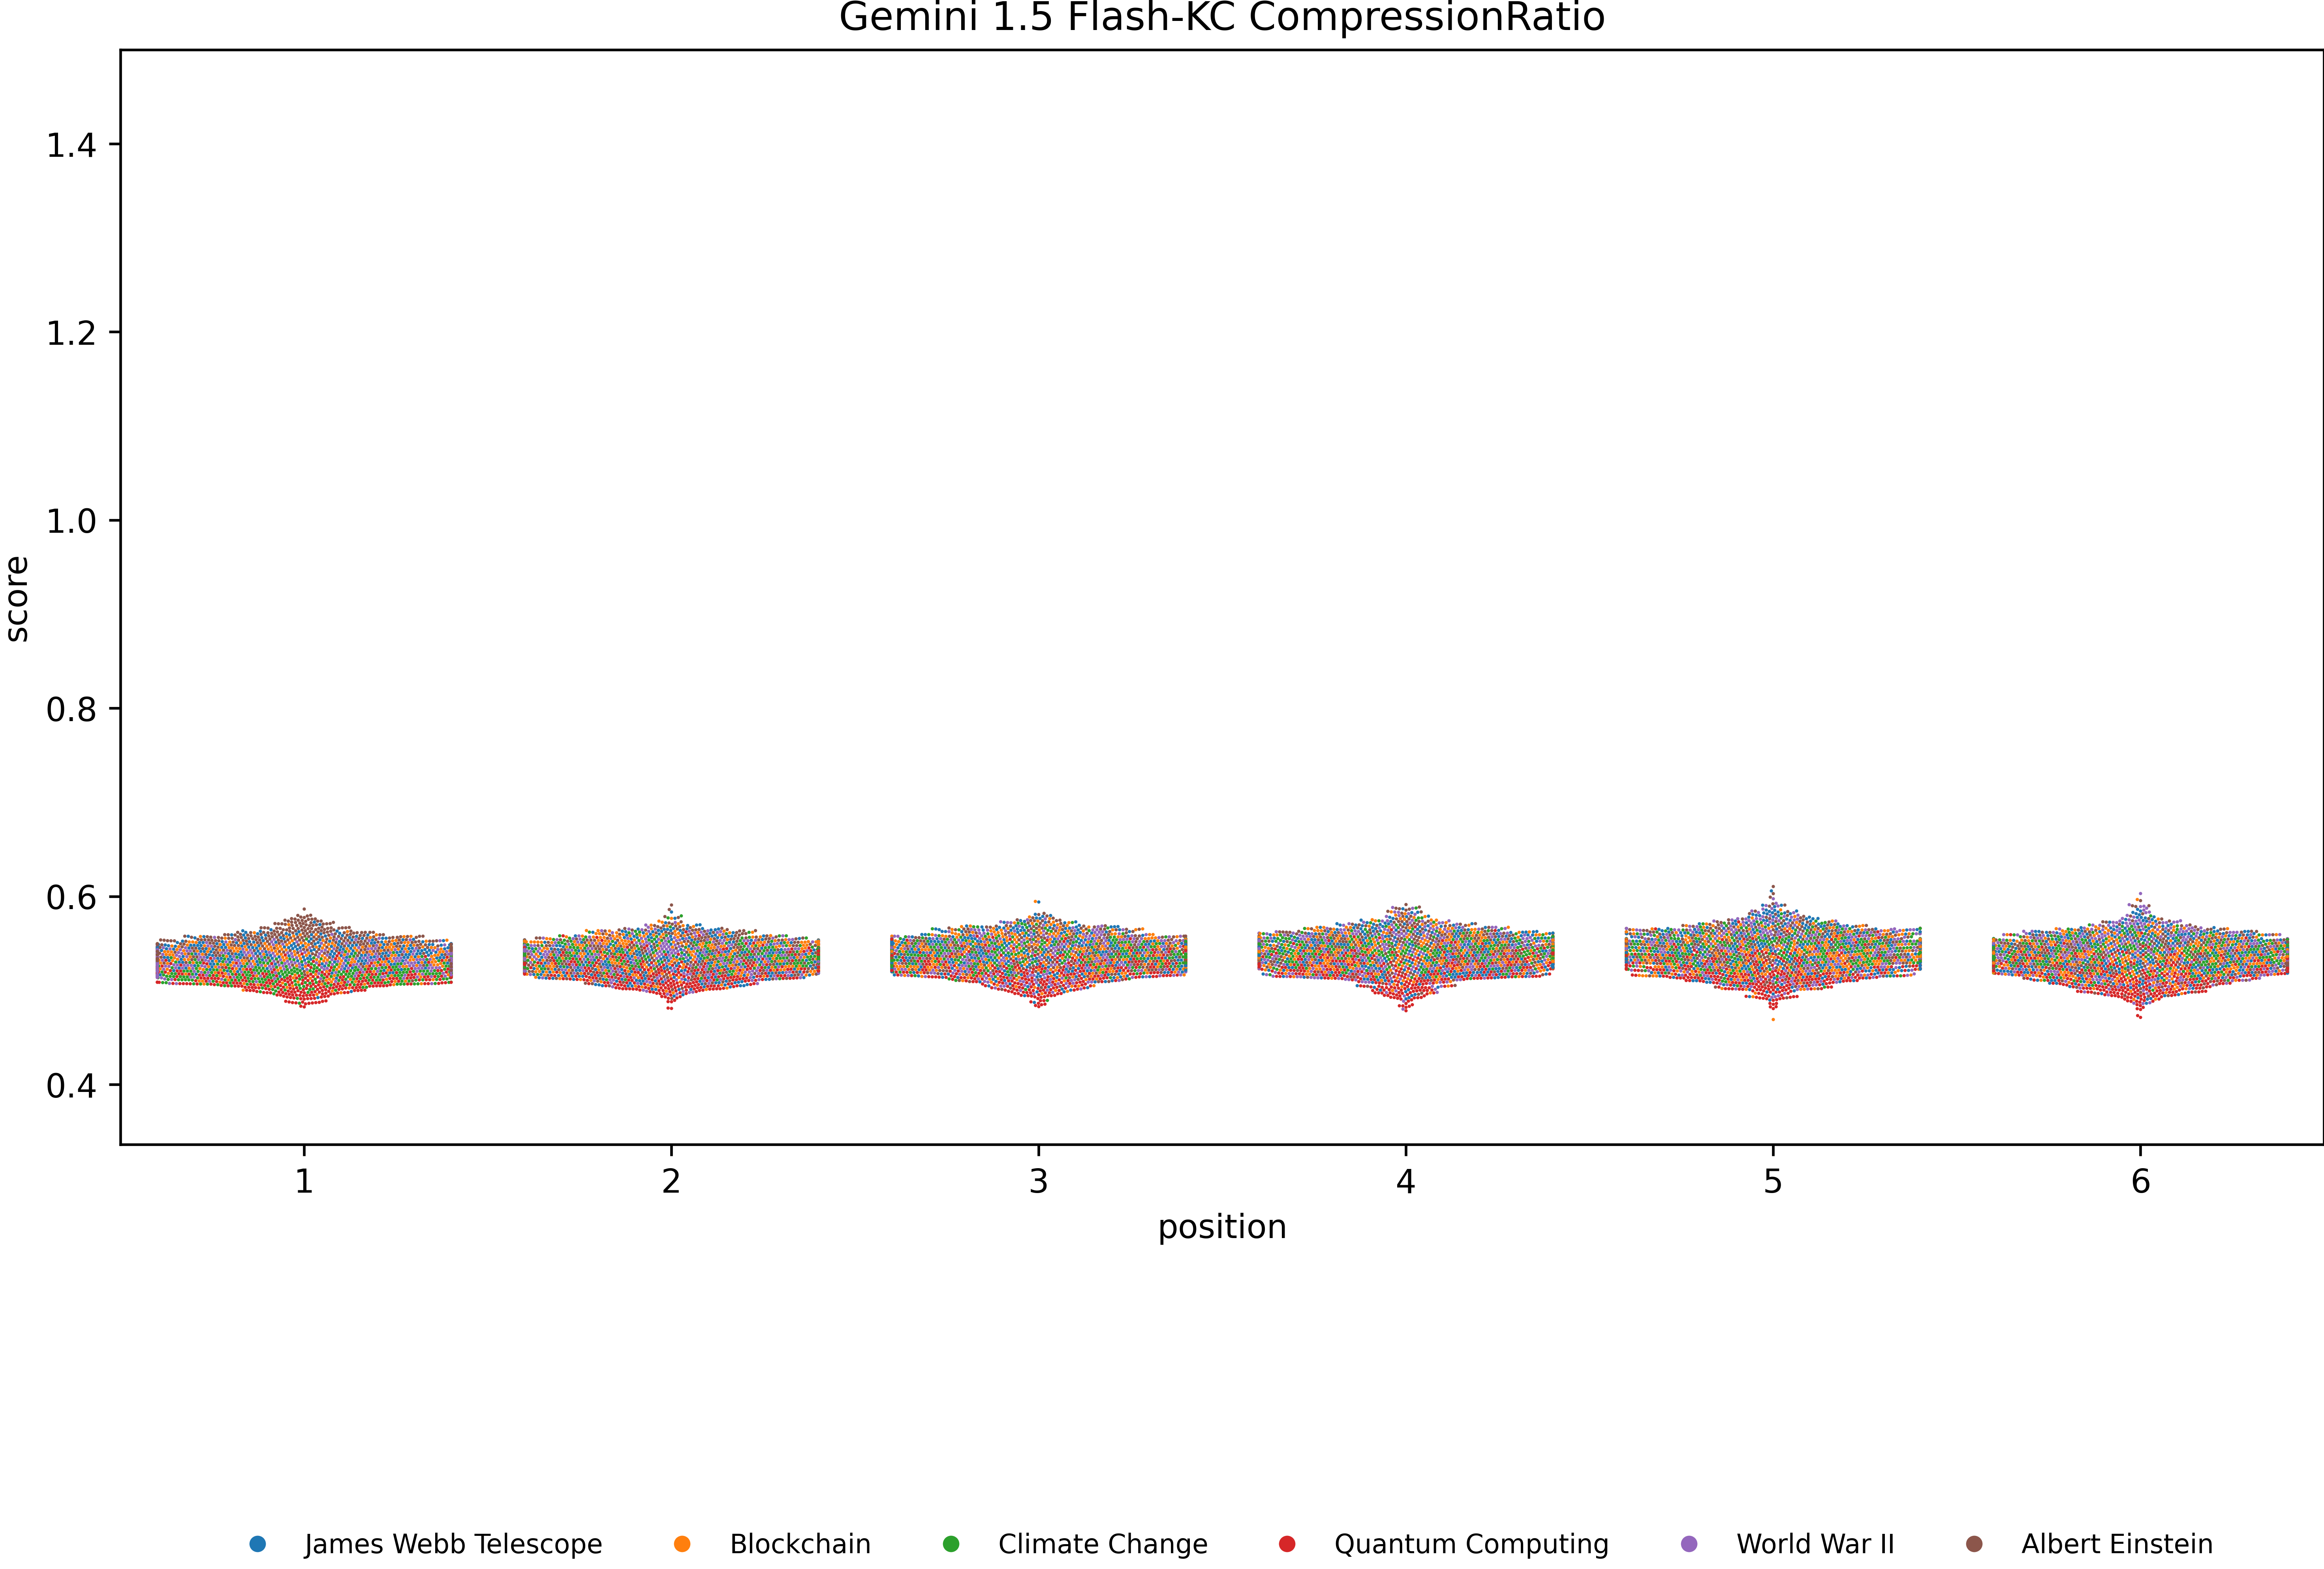 Gemini 1.5 Flash-KC CompressionRatio
score
1.4
1.2
1.0
0.8
0.6
0.4
1 2 3 4 5 6
position
James Webb Telescope Blockchain Climate Change Quantum Computing World War II Albert Einstein